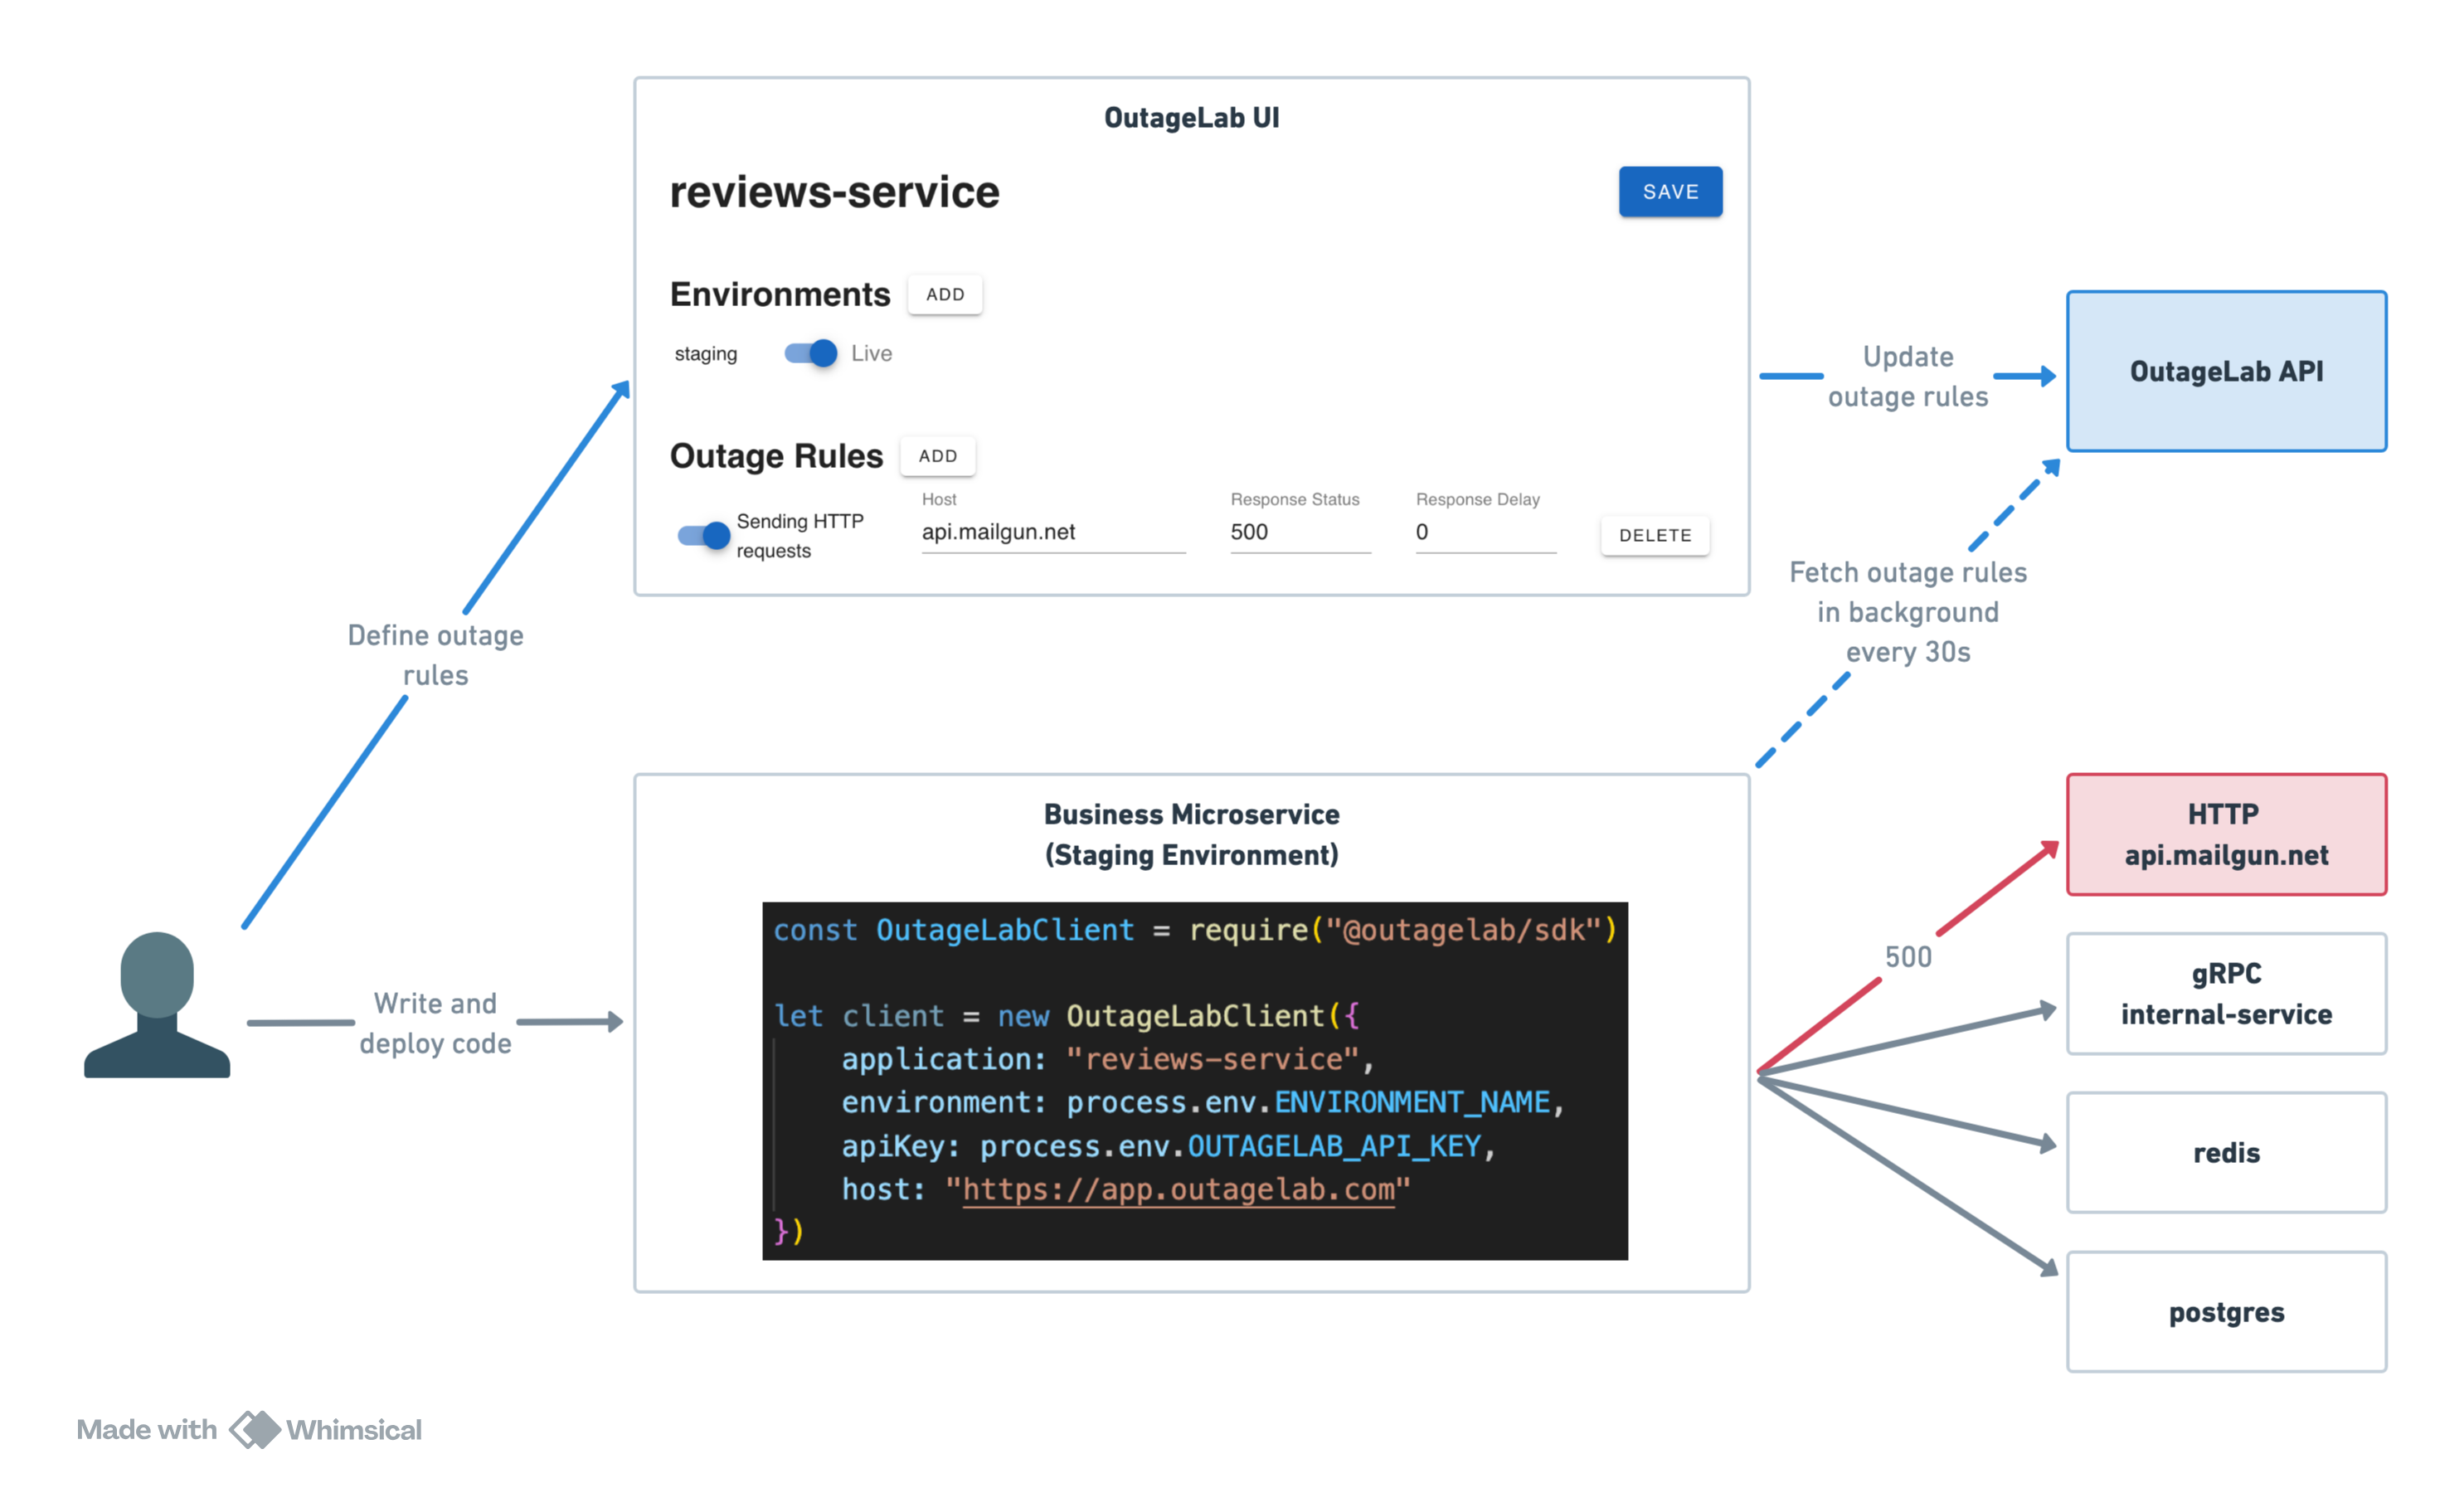 OutageLab UI
reviews-service
SAVE
Environments
ADD
staging
Live
Outage Rules
ADD
Sending HTTP
requests
Host
api.mailgun.net
Response Status
500
Response Delay
0
DELETE
Update
outage rules
OutageLab API
Define outage
rules
Fetch outage rules
in background
every 30s
Write and
deploy code
Business Microservice
(Staging Environment)
const OutageLabClient = require("@outagelab/sdk")
let client = new OutageLabClient({
application: "reviews-service",
environment: process.env.ENVIRONMENT_NAME,
apiKey: process.env.OUTAGELAB_API_KEY,
host: "https://app.outagelab.com"
})
500
HTTP
api.mailgun.net
gRPC
internal-service
redis
postgres
Made with Whimsical